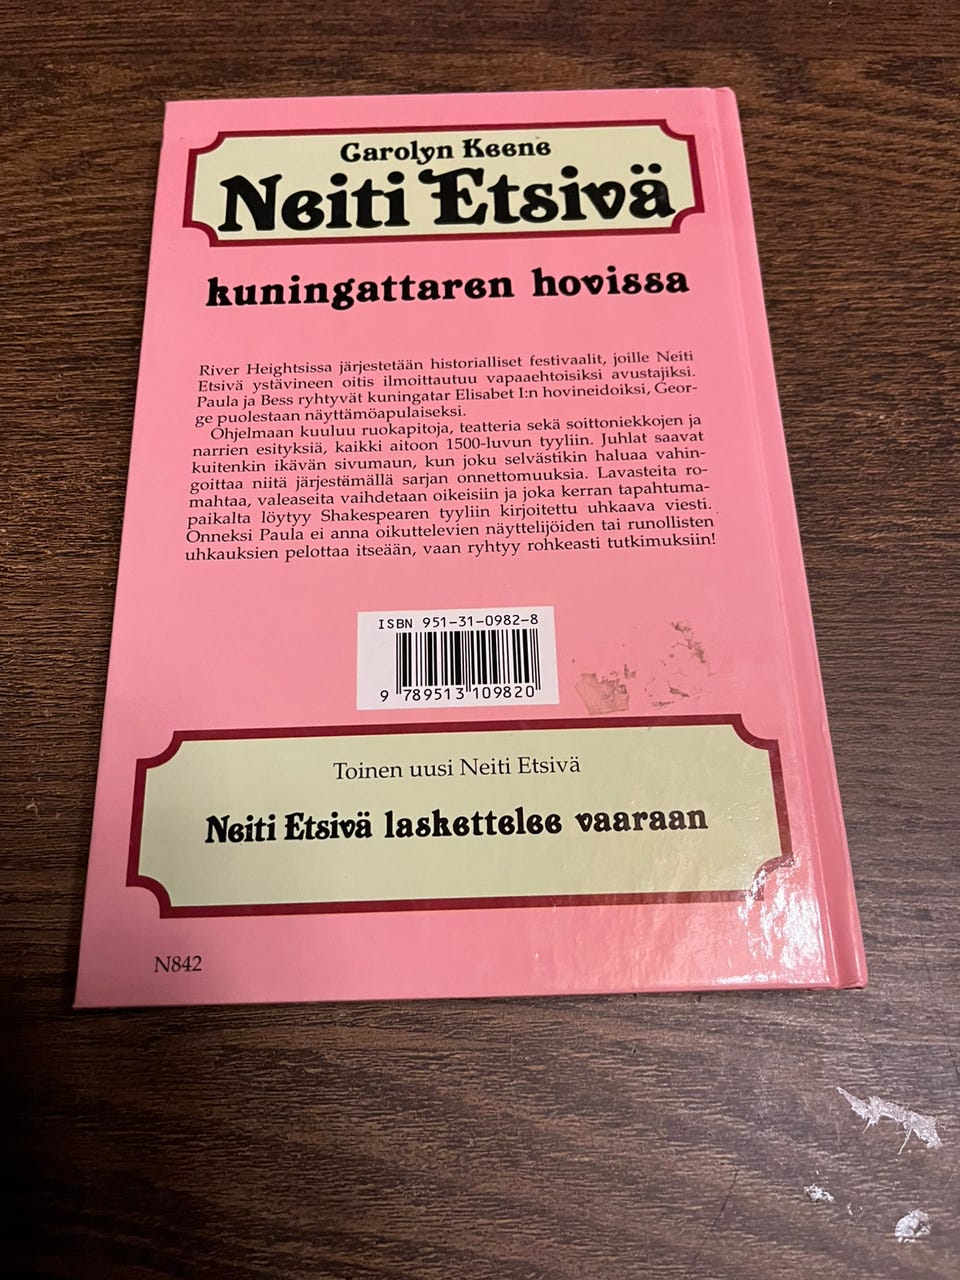 Carolyn Keene
Neiti Etsivä
kuningattaren hovissa
River Heightsissa järjestetään historialliset festivaalit, joille Neiti
Etsivä ystävineen oitis ilmoittautuu vapaaehtoisiksi avustajiksi.
Paula ja Bess ryhtyvät kuningatar Elisabet I:n hovineidoiksi, Geor-
ge puolestaan näyttämöapulaiseksi.
Ohjelmaan kuuluu ruokapitoja, teatteria sekä soittoniekkojen ja
narrien esityksiä, kaikki aitoon 1500-luvun tyyliin. Juhlat saavat
kuitenkin ikävän sivumaun, kun joku selvästikin haluaa vahin-
goittaa niitä järjestämällä sarjan onnettomuuksia. Lavasteita ro-
mahtaa, valeaseita vaihdetaan oikeisiin ja joka kerran tapahtuma-
paikalta löytyy Shakespearen tyyliin kirjoitettu uhkaava viesti.
Onneksi Paula ei anna oikuttelevien näyttelijöiden tai runollisten
uhkauksien pelottaa itseään, vaan ryhtyy rohkeasti tutkimuksiin!
ISBN 951-31-0982-8
9 789513 109820
Toinen uusi Neiti Etsivä
Neiti Etsivä laskettelee vaaraan
N842